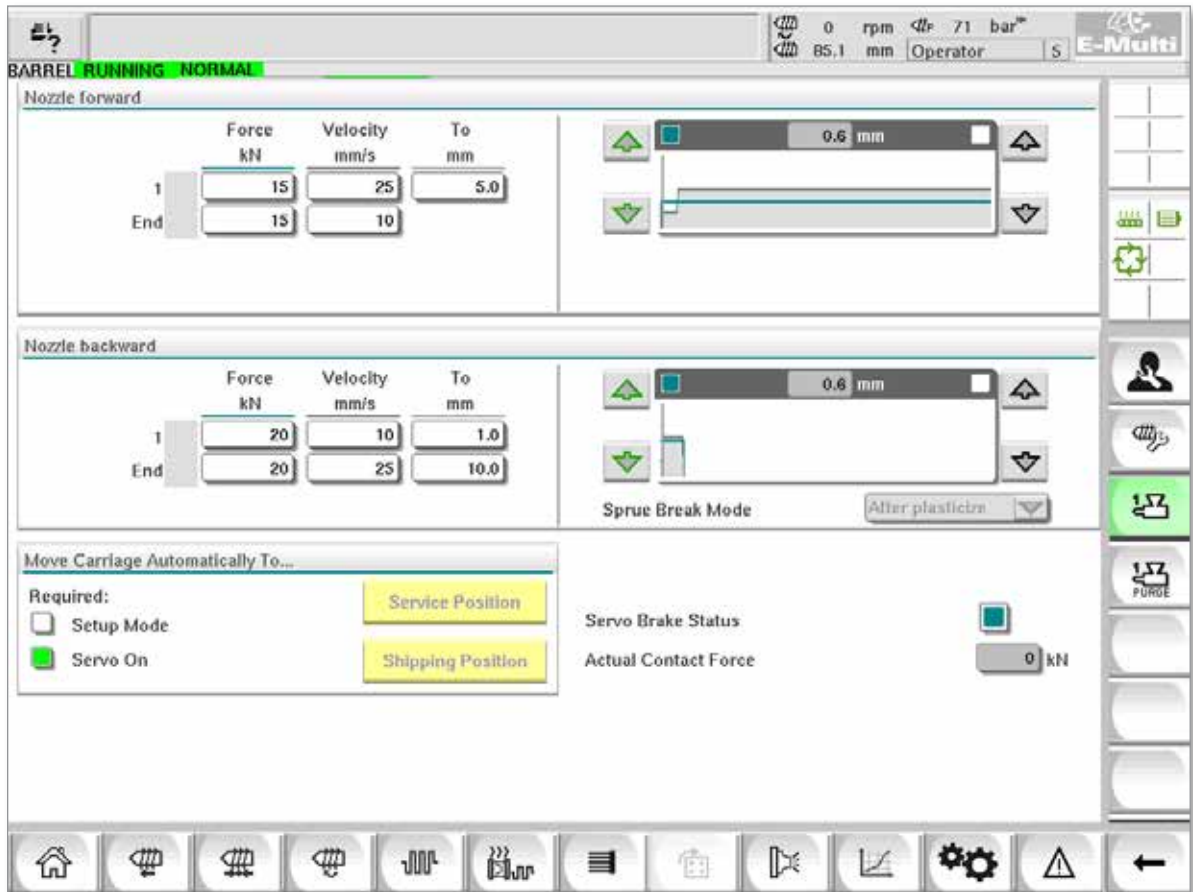 0 rpm 71 bar
85.1 mm Operator S
E-Multi
BARREL RUNNING NORMAL
Nozzle forward
Force Velocity To
kN mm/s mm
1 15 25 5.0
End 15 10
0.6 mm
Nozzle backward
Force Velocity To
kN mm/s mm
1 20 10 1.0
End 20 25 10.0
0.6 mm
Sprue Break Mode After plasticize
Move Carriage Automatically To...
Required:
Setup Mode
Servo On
Service Position
Shipping Position
Servo Brake Status
Actual Contact Force 0 kN
PURGE